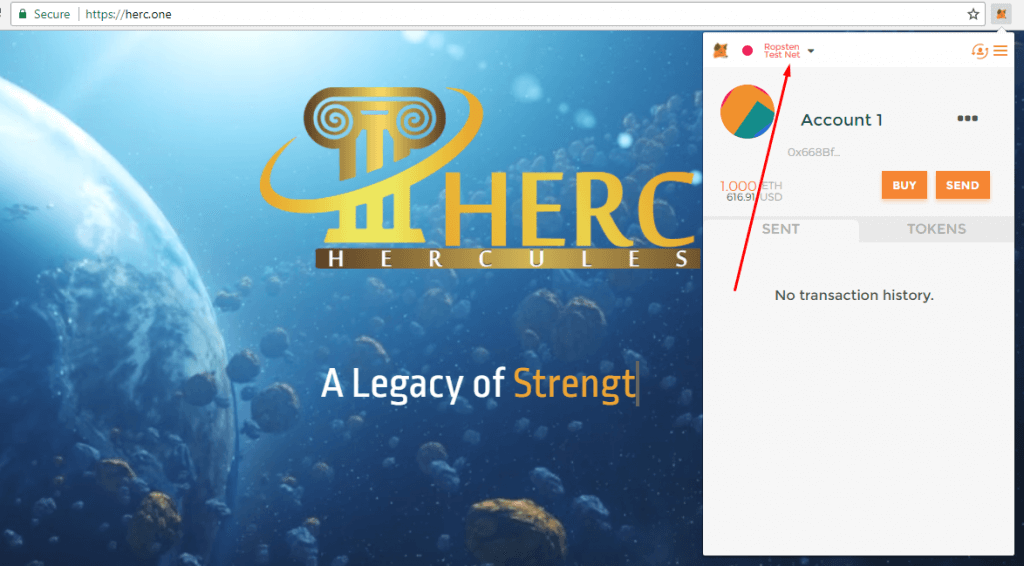 Secure
https://herc.one
Ropsten
Test Net
Account 1
0x668Bf...
1.000 ETH
616.91 USD
BUY
SEND
SENT
TOKENS
No transaction history.
HERC
HERCULES
A Legacy of Strengt